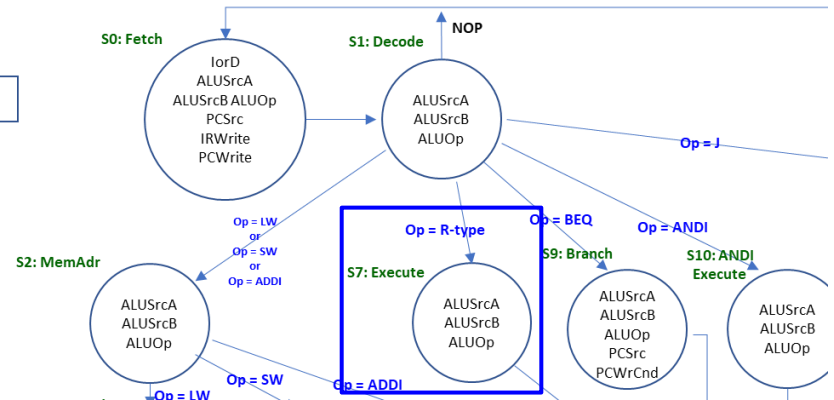 NOP
S0: Fetch
S1: Decode
IorD
ALUSrcA
ALUSrcB ALUOp
PCSrc
IRWrite
PCWrite
ALUSrcA
ALUSrcB
ALUOp
Op = J
Op = LW
or
Op = SW
or
Op = ADDI
Op = R-type
Op = BEQ
Op = ANDI
S2: MemAdr
S7: Execute
S9: Branch
S10: ANDI
Execute
ALUSrcA
ALUSrcB
ALUOp
ALUSrcA
ALUSrcB
ALUOp
ALUSrcA
ALUSrcB
ALUOp
PCSrc
PCWrCnd
ALUSrcA
ALUSrcB
ALUOp
Op = SW
Op = ADDI
Op = LW